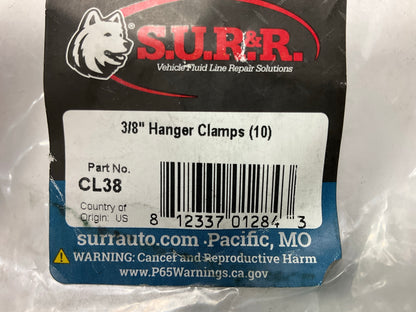 S.U.R.&R.
Vehicle Fluid Line Repair Solutions
3/8" Hanger Clamps (10)
Part No.
CL38
Country of
Origin: US
8 12337 01284 3
surrauto.com · Pacific, MO
WARNING: Cancer and Reproductive Harm
www.P65Warnings.ca.gov